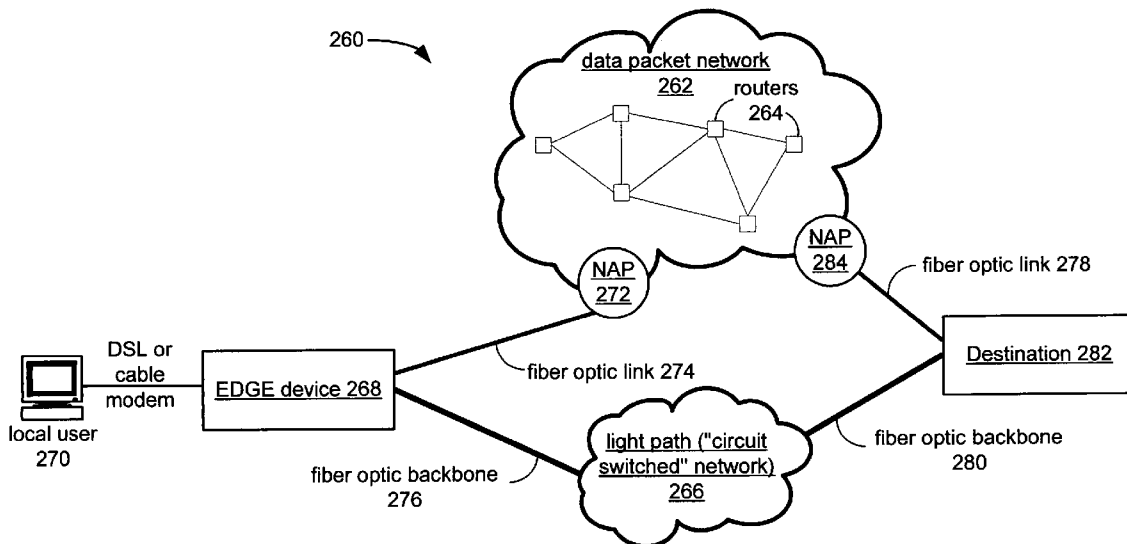 260
data packet network
262
routers
264
NAP
272
NAP
284
fiber optic link 278
DSL or
cable
modem
EDGE device 268
fiber optic link 274
Destination 282
local user
270
light path ("circuit
switched" network)
266
fiber optic backbone
276
fiber optic backbone
280